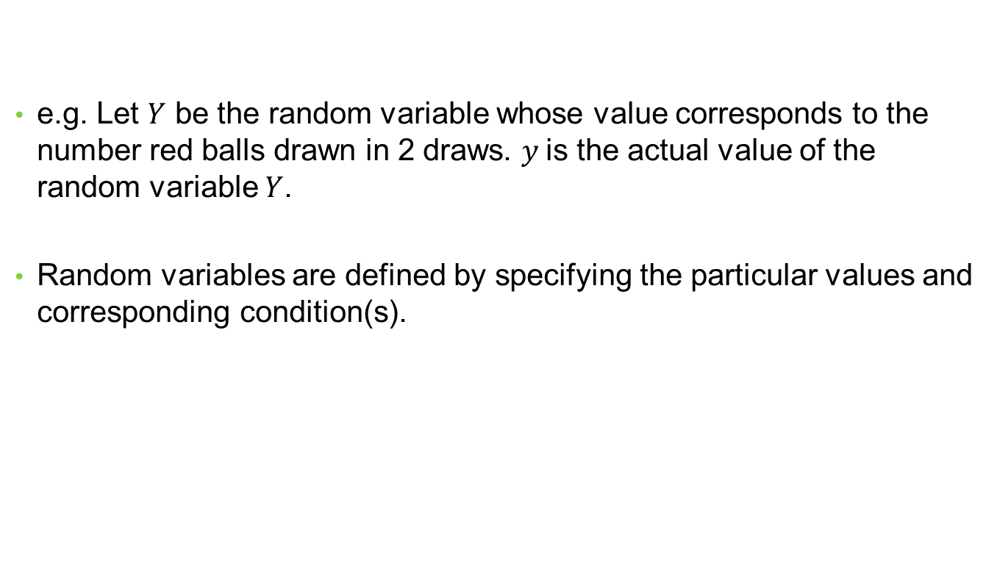 • e.g. Let Y be the random variable whose value corresponds to the
number red balls drawn in 2 draws. y is the actual value of the
random variable Y.
• Random variables are defined by specifying the particular values and
corresponding condition(s).